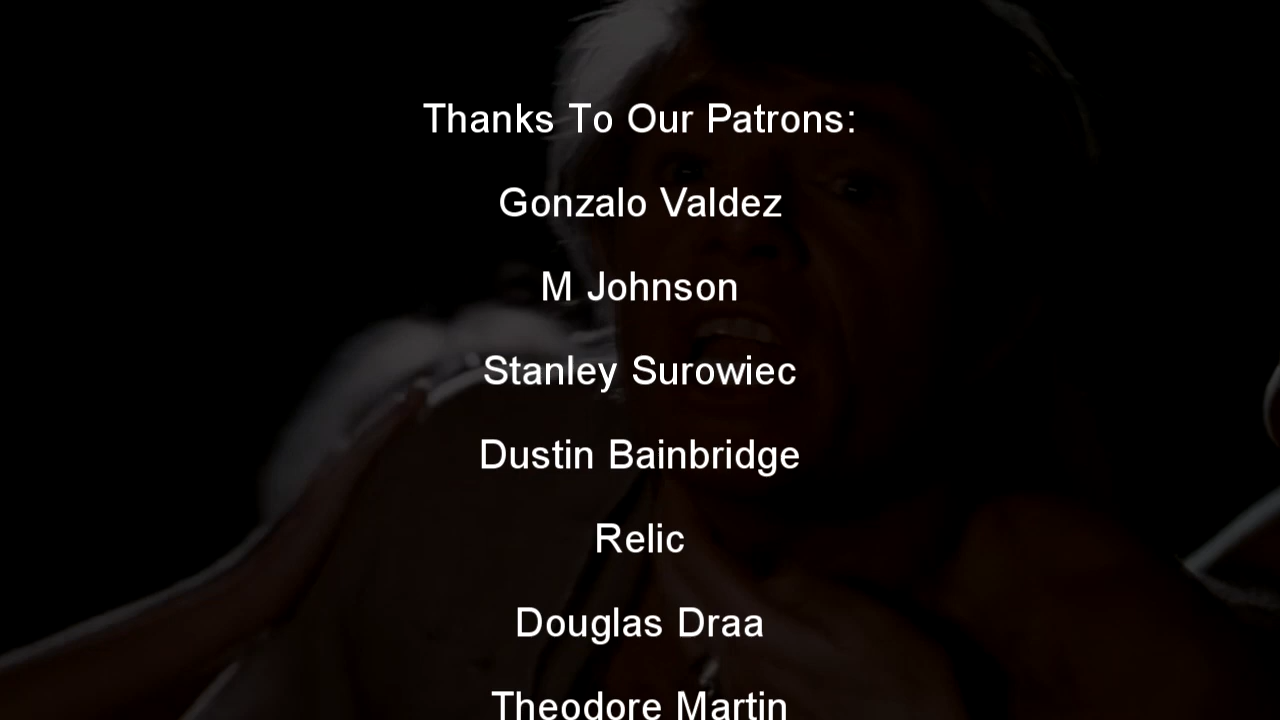 Thanks To Our Patrons:
Gonzalo Valdez
M Johnson
Stanley Surowiec
Dustin Bainbridge
Relic
Douglas Draa
Theodore Martin